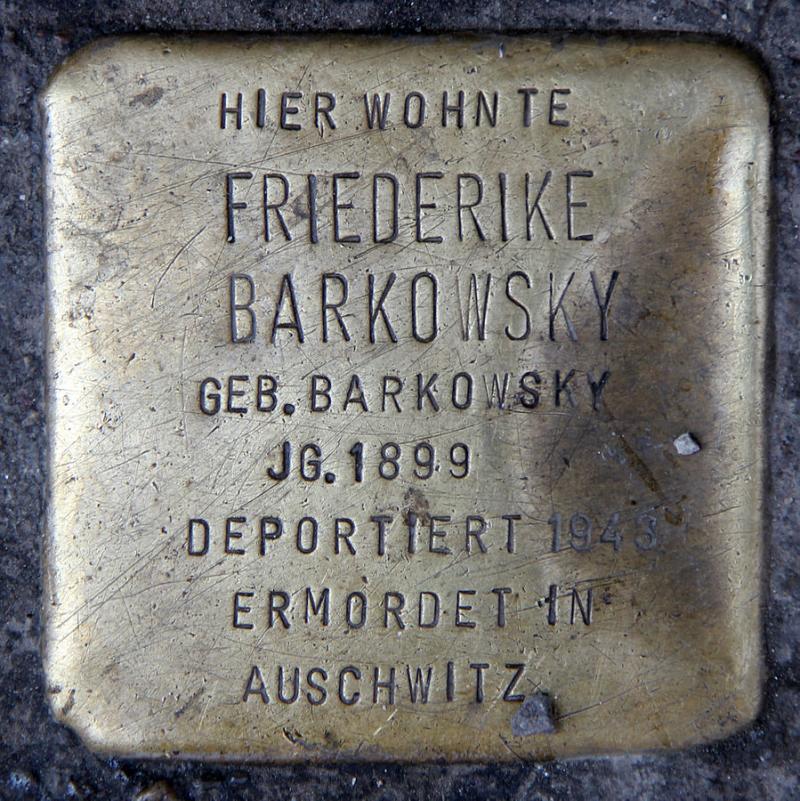 HIER WOHNTE
FRIEDERIKE
BARKOWSKY
GEB. BARKOWSKY
JG. 1899
DEPORTIERT 1943
ERMORDET IN
AUSCHWITZ